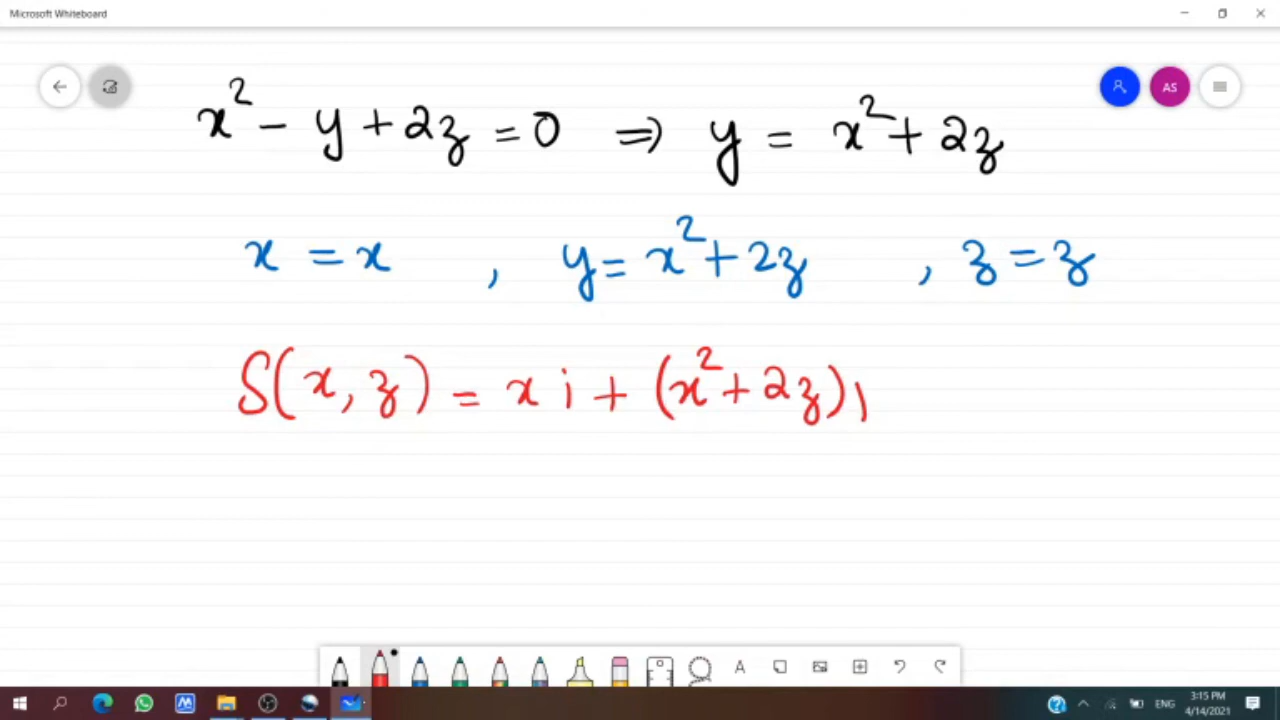 Microsoft Whiteboard
AS
x² - y + 2z = 0 ⇒ y = x² + 2z
x = x , y = x² + 2z , z = z
S(x, z) = x i + (x² + 2z)
A
ENG
3:15 PM
4/14/2021